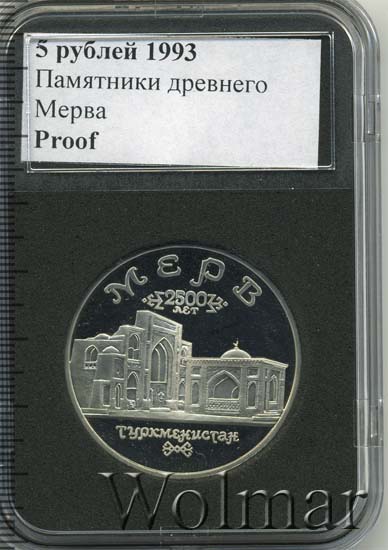 5 рублей 1993
Памятники древнего
Мерва
Proof
МЕРВ
2500
ЛЕТ
ТУРКМЕНИСТАН
Wolmar